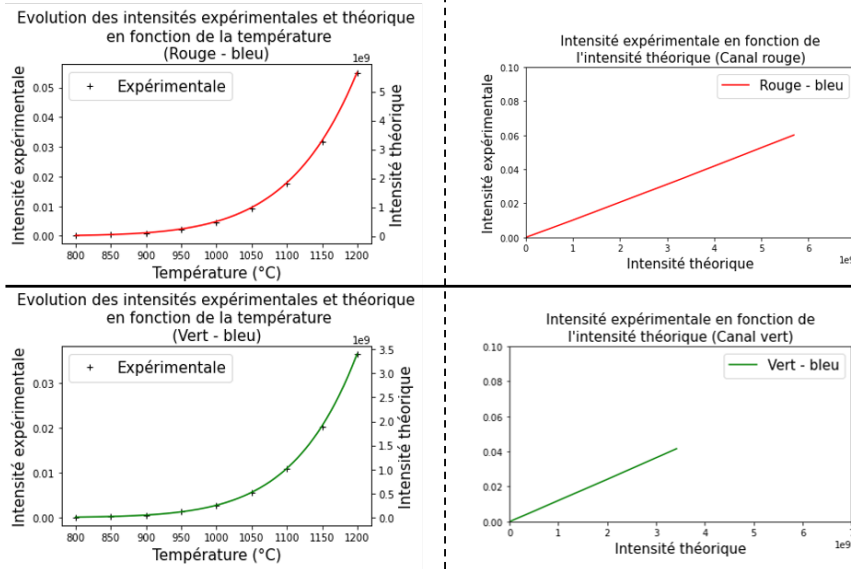 Evolution des intensités expérimentales et théorique
en fonction de la température
(Rouge - bleu)
1e9
Expérimentale
Intensité expérimentale
0.05
0.04
0.03
0.02
0.01
0.00
5
4
3
2
1
0
Intensité théorique
800 850 900 950 1000 1050 1100 1150 1200
Température (°C)
Intensité expérimentale en fonction de
l'intensité théorique (Canal rouge)
Rouge - bleu
Intensité expérimentale
0.10
0.08
0.06
0.04
0.02
0.00
0 1 2 3 4 5 6
1e9
Intensité théorique
Evolution des intensités expérimentales et théorique
en fonction de la température
(Vert - bleu)
1e9
Expérimentale
Intensité expérimentale
0.03
0.02
0.01
0.00
3.5
3.0
2.5
2.0
1.5
1.0
0.5
0.0
Intensité théorique
800 850 900 950 1000 1050 1100 1150 1200
Température (°C)
Intensité expérimentale en fonction de
l'intensité théorique (Canal vert)
Vert - bleu
0.10
0.08
0.06
0.04
0.02
0.00
0 1 2 3 4 5 6
1e9
Intensité théorique